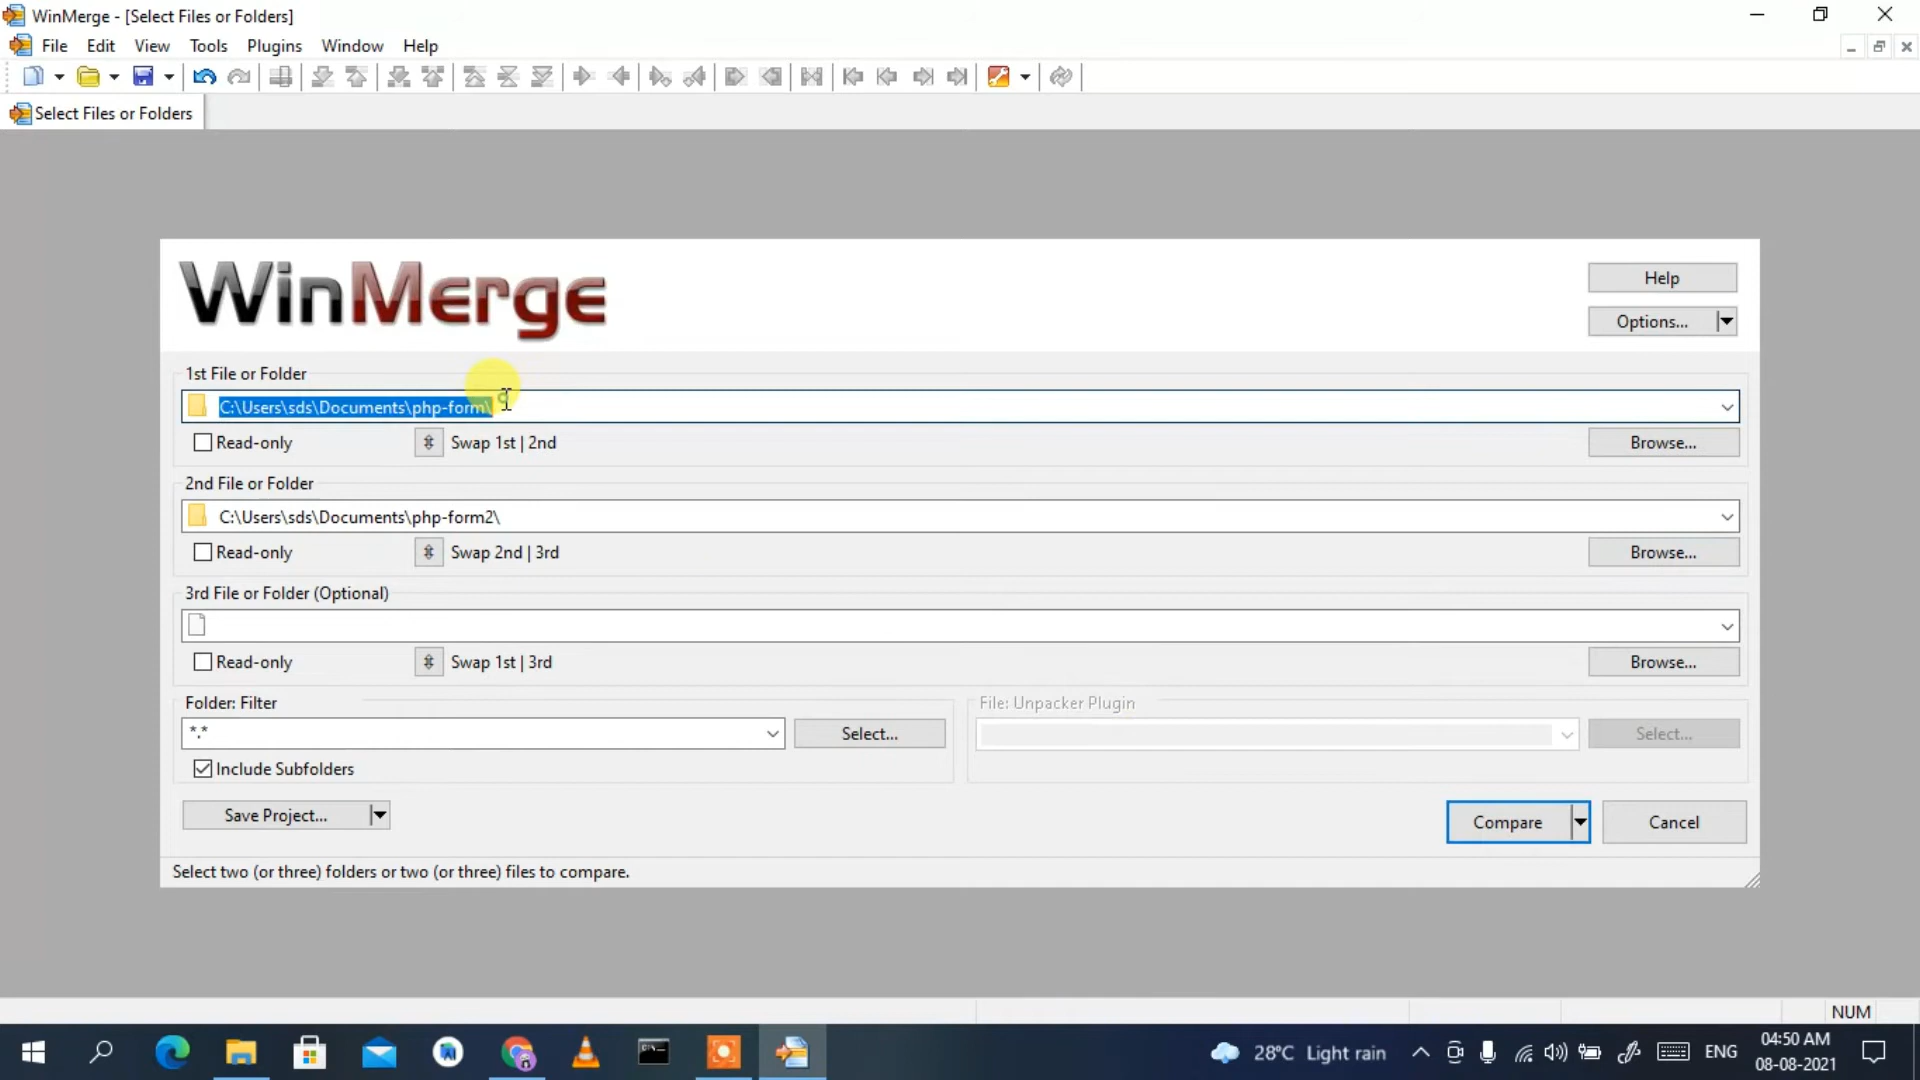 WinMerge - [Select Files or Folders]
File Edit View Tools Plugins Window Help
Select Files or Folders
WinMerge
Help
Options...
1st File or Folder
C:\Users\sds\Documents\php-form\
Read-only Swap 1st | 2nd Browse...
2nd File or Folder
C:\Users\sds\Documents\php-form2\
Read-only Swap 2nd | 3rd Browse...
3rd File or Folder (Optional)
Read-only Swap 1st | 3rd Browse...
Folder: Filter File: Unpacker Plugin
*.* Select... Select...
Include Subfolders
Save Project... Compare Cancel
Select two (or three) folders or two (or three) files to compare.
NUM
28°C Light rain ENG 04:50 AM
08-08-2021